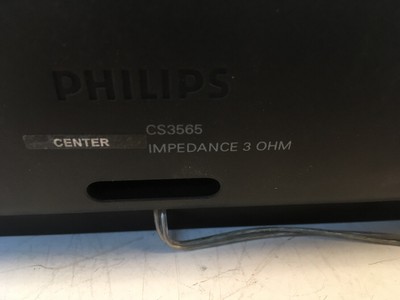 PHILIPS
CS3565
CENTER
IMPEDANCE 3 OHM